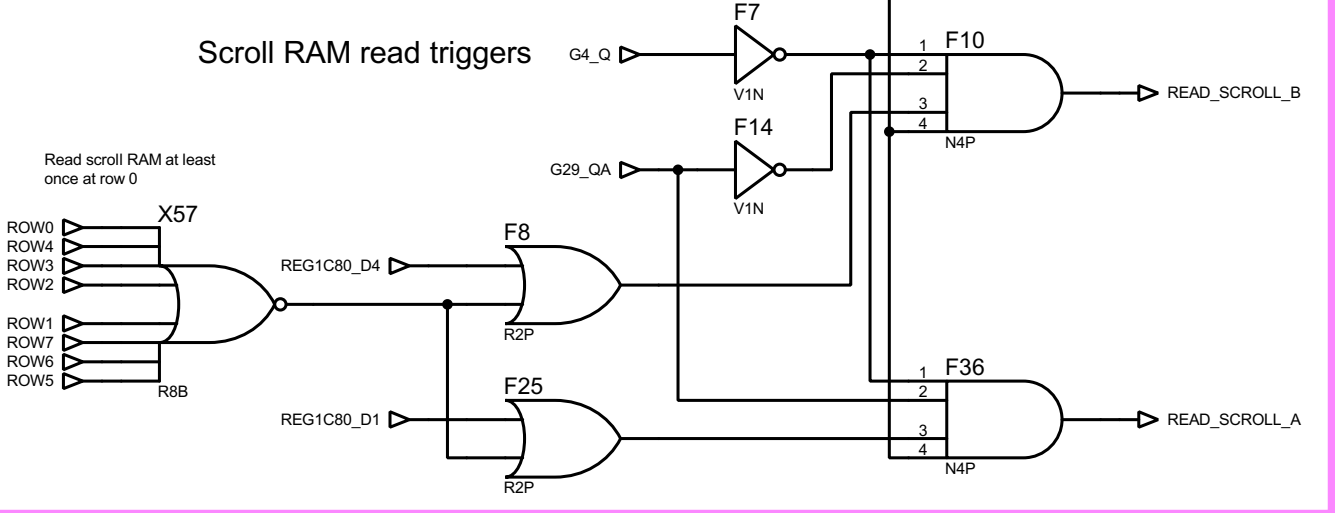 F7
F10
Scroll RAM read triggers
G4_Q
1
2
READ_SCROLL_B
V1N
3
F14
4
N4P
Read scroll RAM at least
once at row 0
G29_QA
X57
V1N
ROW0
F8
ROW4
ROW3
REG1C80_D4
ROW2
ROW1
R2P
ROW7
ROW6
F36
1
ROW5
R8B
F25
2
REG1C80_D1
READ_SCROLL_A
3
4
N4P
R2P